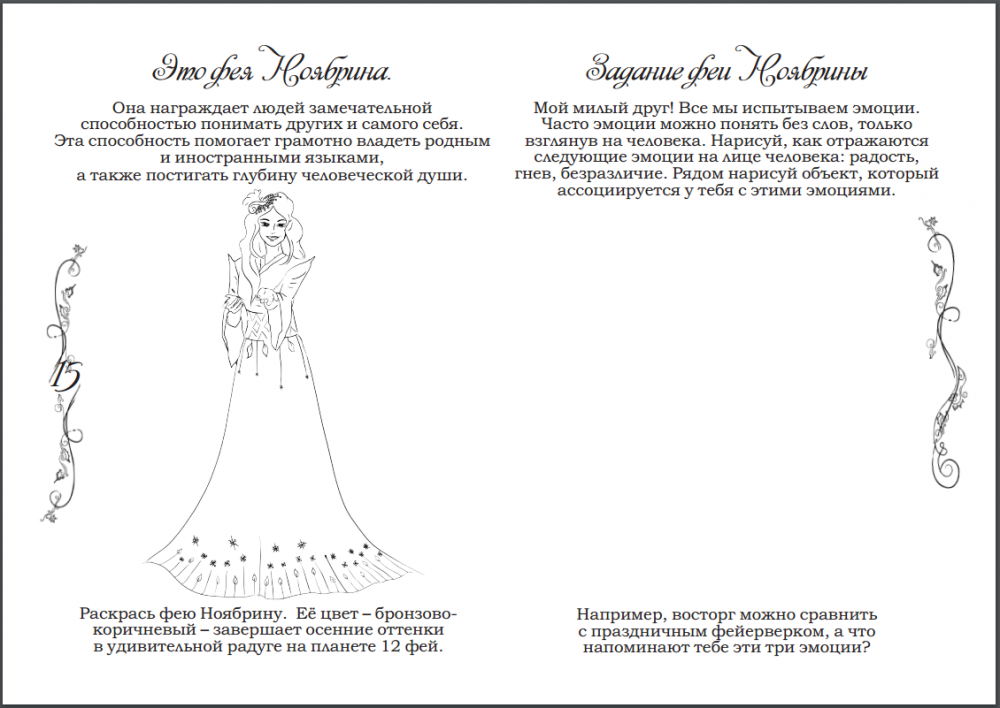 Это фея Ноябрина.
Она награждает людей замечательной
способностью понимать других и самого себя.
Эта способность помогает грамотно владеть родным
и иностранными языками,
а также постигать глубину человеческой души.
15
Раскрась фею Ноябрину. Её цвет – бронзово-
коричневый – завершает осенние оттенки
в удивительной радуге на планете 12 фей.
Задание феи Ноябрины
Мой милый друг! Все мы испытываем эмоции.
Часто эмоции можно понять без слов, только
взглянув на человека. Нарисуй, как отражаются
следующие эмоции на лице человека: радость,
гнев, безразличие. Рядом нарисуй объект, который
ассоциируется у тебя с этими эмоциями.
Например, восторг можно сравнить
с праздничным фейерверком, а что
напоминают тебе эти три эмоции?